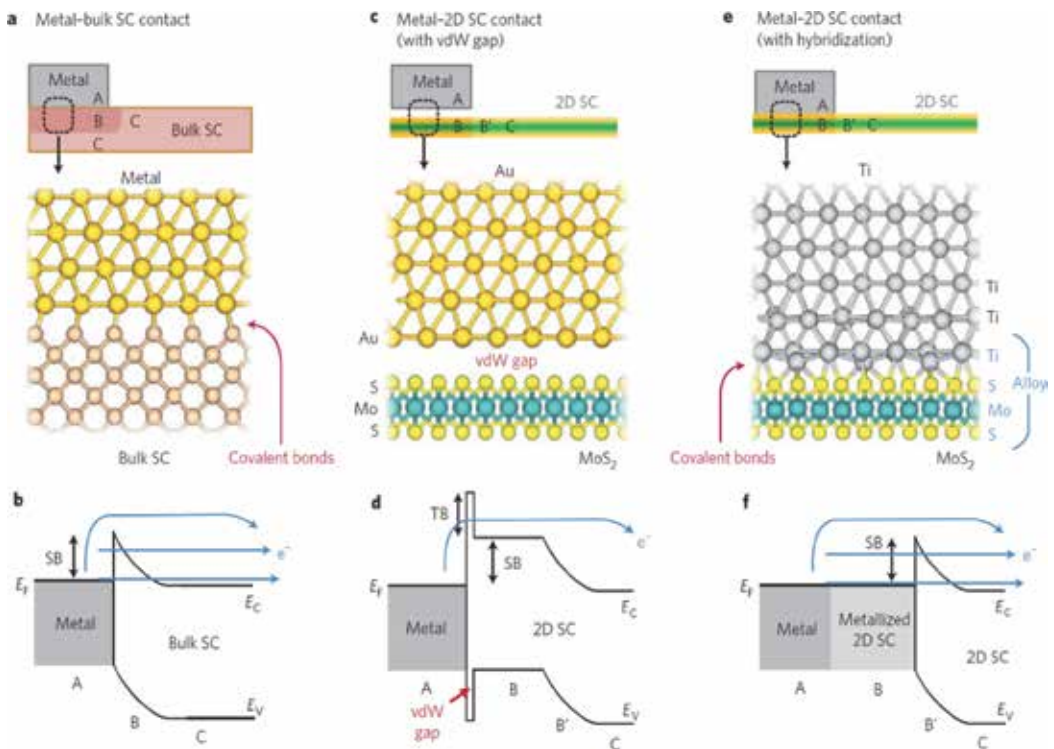 a Metal–bulk SC contact
Metal
A
B C
Bulk SC
C
Metal
Covalent bonds
Bulk SC
c Metal–2D SC contact
(with vdW gap)
Metal
A
2D SC
B B' C
Au
Au
vdW gap
S
Mo
S
MoS2
e Metal–2D SC contact
(with hybridization)
Metal
A
2D SC
B B' C
Ti
Ti
Ti
Ti
S
Alloy
Mo
S
Covalent bonds
MoS2
b
SB
e-
EF
EC
Metal
Bulk SC
A
B
EV
C
d
TB
e-
SB
EF
EC
Metal
2D SC
A
B
vdW
gap
B'
EV
C
f
SB
e-
EF
EC
Metal
Metallized
2D SC
2D SC
A
B
B'
EV
C